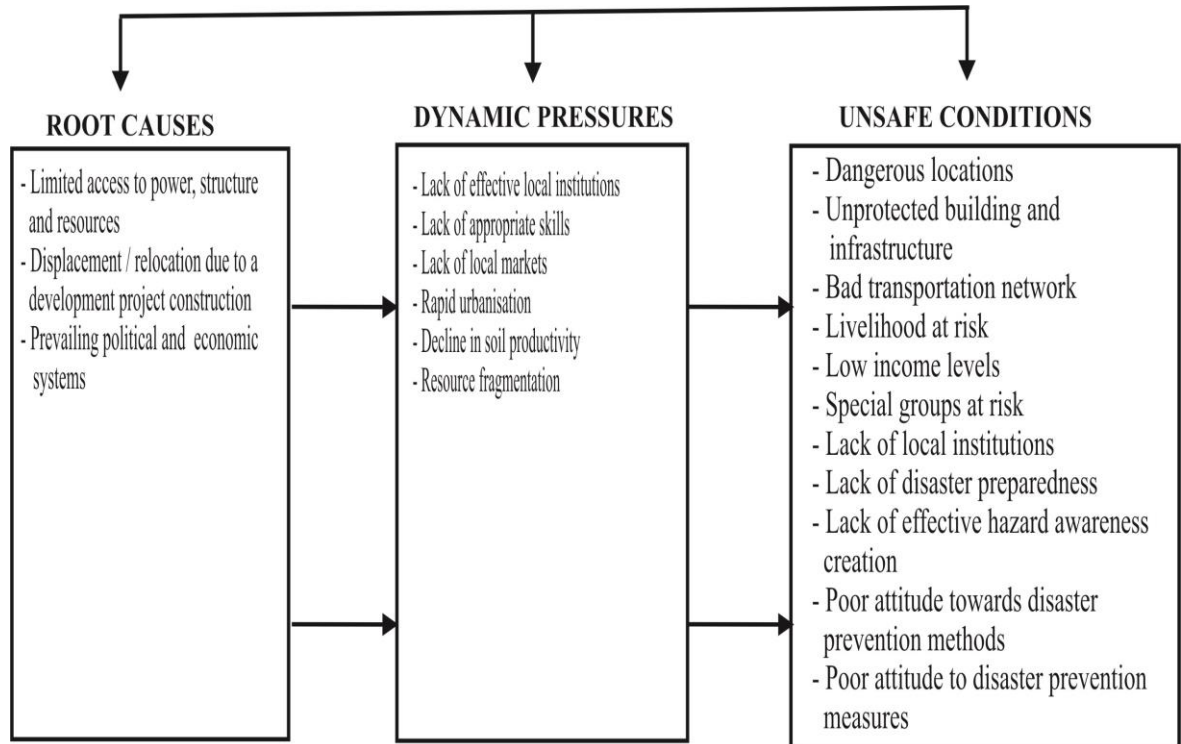 ROOT CAUSES
- Limited access to power, structure
and resources
- Displacement / relocation due to a
development project construction
- Prevailing political and economic
systems
DYNAMIC PRESSURES
- Lack of effective local institutions
- Lack of appropriate skills
- Lack of local markets
- Rapid urbanisation
- Decline in soil productivity
- Resource fragmentation
UNSAFE CONDITIONS
- Dangerous locations
- Unprotected building and
infrastructure
- Bad transportation network
- Livelihood at risk
- Low income levels
- Special groups at risk
- Lack of local institutions
- Lack of disaster preparedness
- Lack of effective hazard awareness
creation
- Poor attitude towards disaster
prevention methods
- Poor attitude to disaster prevention
measures